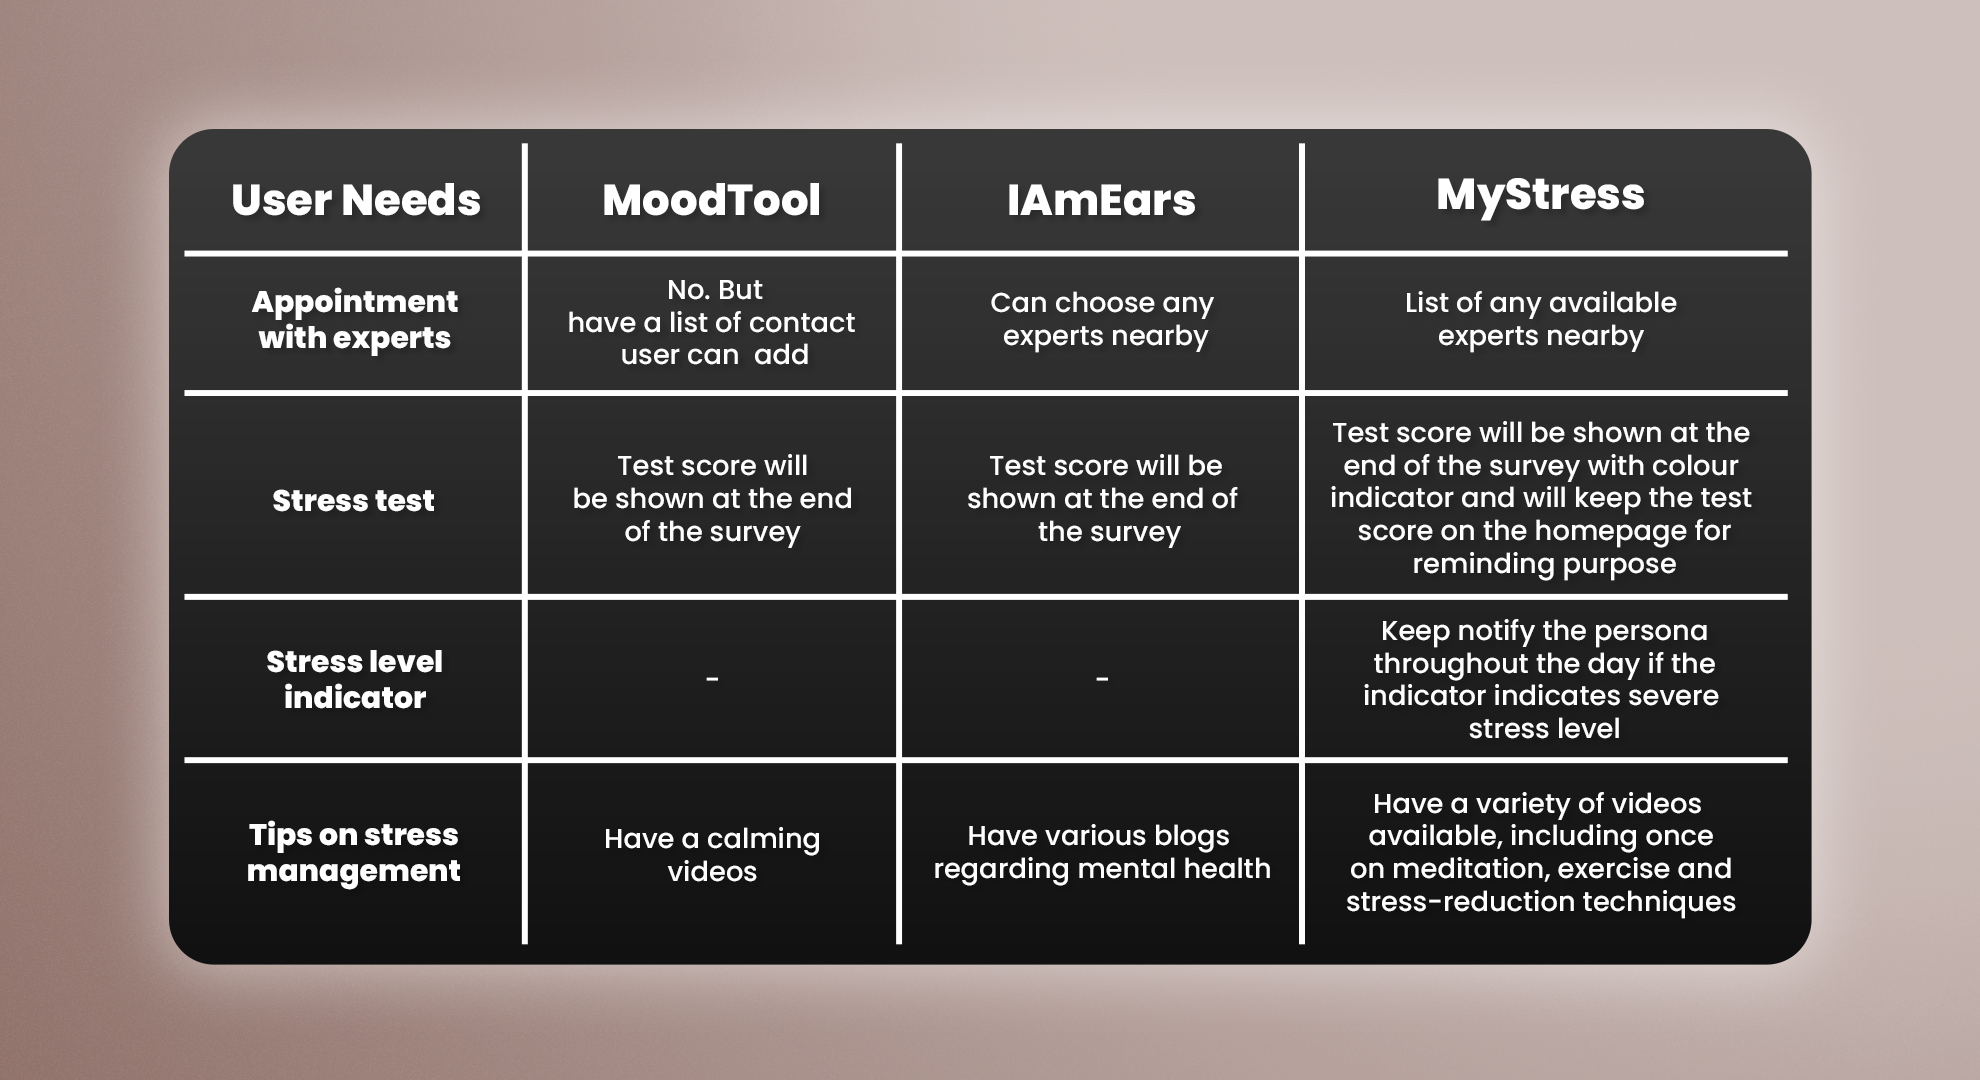 User Needs
MoodTool
IAmEars
MyStress
Appointment
with experts
No. But
have a list of contact
user can  add
Can choose any
experts nearby
List of any available
experts nearby
Stress test
Test score will
be shown at the end
of the survey
Test score will be
shown at the end of
the survey
Test score will be shown at the
end of the survey with colour
indicator and will keep the test
score on the homepage for
reminding purpose
Stress level
indicator
-
-
Keep notify the persona
throughout the day if the
indicator indicates severe
stress level
Tips on stress
management
Have a calming
videos
Have various blogs
regarding mental health
Have a variety of videos
available, including once
on meditation, exercise and
stress-reduction techniques